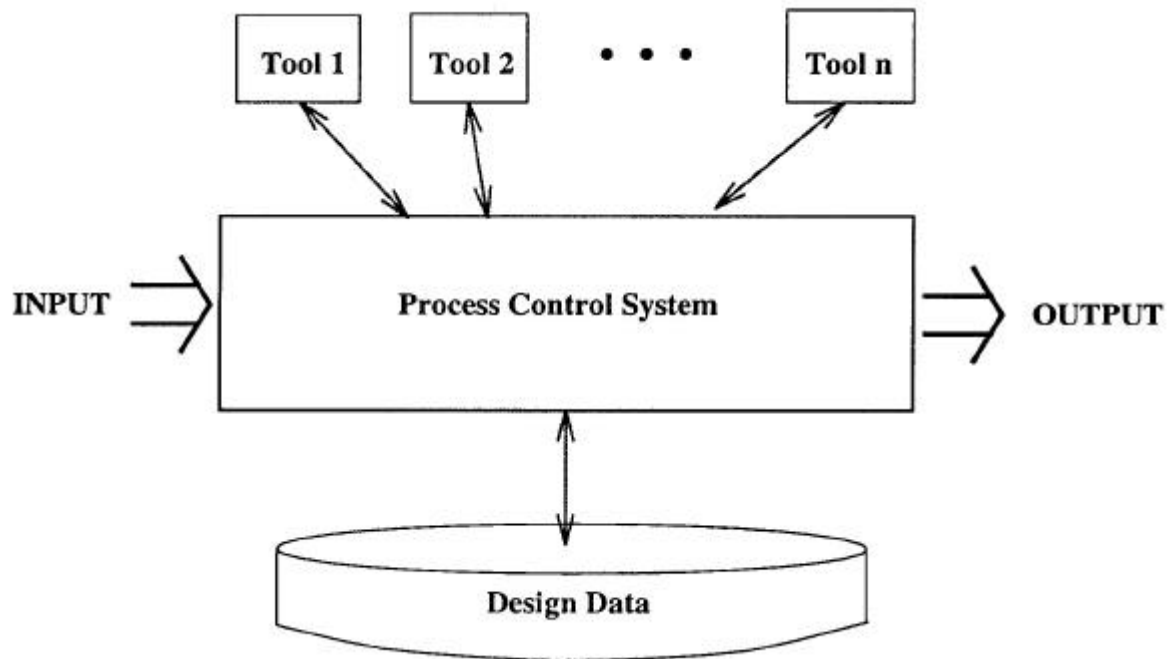 Tool 1
Tool 2
• • •
Tool n
INPUT
Process Control System
OUTPUT
Design Data